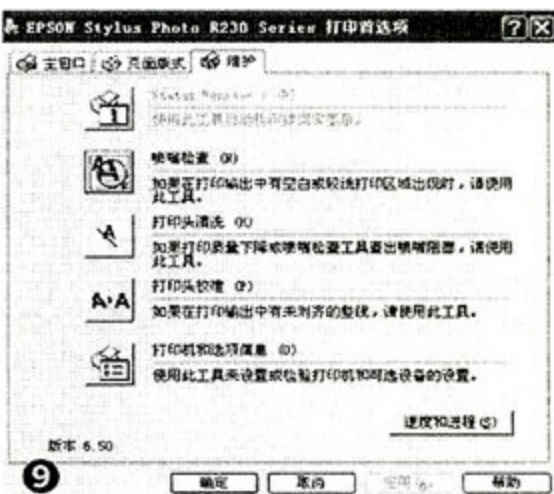 EPSON Stylus Photo R230 Series 打印首选项
主窗口 页面版式 维护
喷嘴检查 (N)
如果在打印输出中有空白或较浅打印区域出现时，请使用
此工具。
打印头清洗 (H)
如果打印质量下降或喷嘴检查工具查出喷嘴阻塞，请使用
此工具。
打印头校准 (P)
如果在打印输出中有未对齐的竖线，请使用此工具。
打印机和选项信息 (O)
使用此工具来设置或检验打印机和可选设备的设置。
速度和进程 (S)
版本 6.50
9
确定 取消 帮助